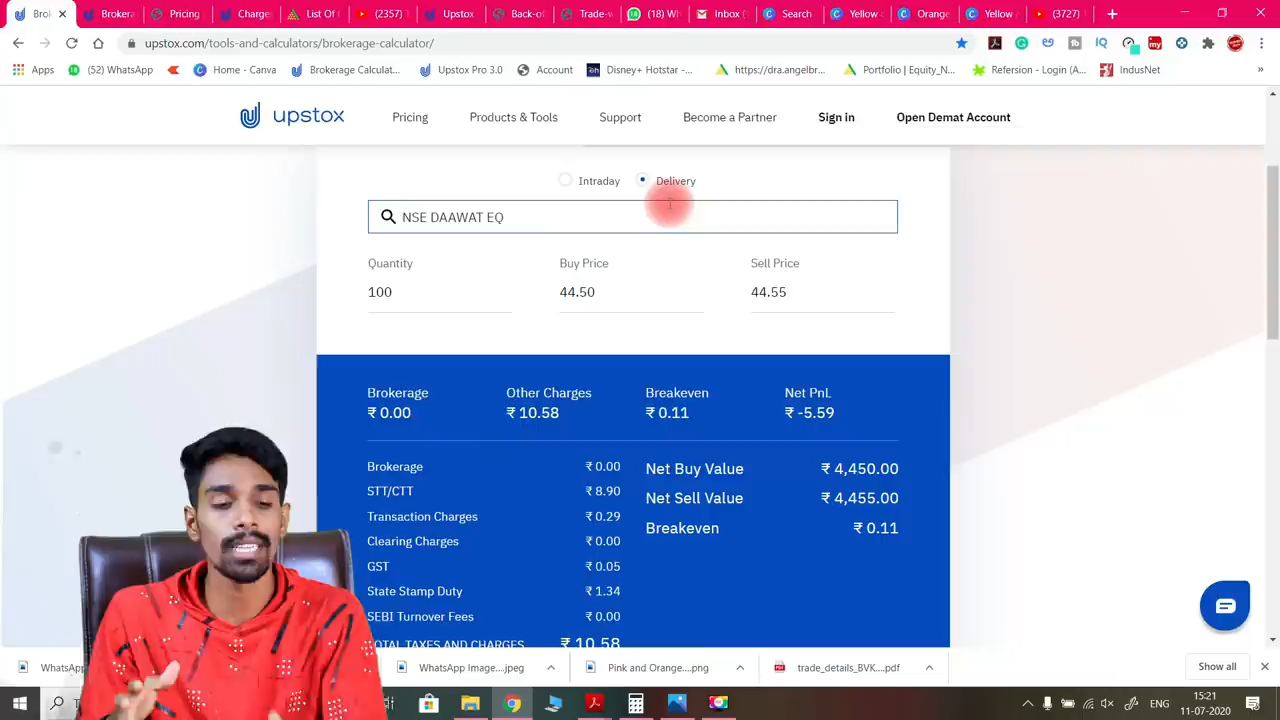 Upstox
Brokera
Pricing
Charge
List Of
(2357)
Upstox
Back-of
Trade-v
(18) Wh
Inbox (
Search
Yellow
Orange
Yellow
(3727)
upstox.com/tools-and-calculators/brokerage-calculator/
Apps
(52) WhatsApp
Home - Canva
Brokerage Calculat...
Upstox Pro 3.0
Account
Disney+ Hotstar -...
https://dra.angelbr...
Portfolio | Equity_N...
Refersion - Login (A...
IndusNet
upstox
Pricing
Products & Tools
Support
Become a Partner
Sign in
Open Demat Account
Intraday
Delivery
NSE DAAWAT EQ
Quantity
Buy Price
Sell Price
100
44.50
44.55
Brokerage
Other Charges
Breakeven
Net PnL
₹ 0.00
₹ 10.58
₹ 0.11
₹ -5.59
Brokerage ₹ 0.00
STT/CTT ₹ 8.90
Transaction Charges ₹ 0.29
Clearing Charges ₹ 0.00
GST ₹ 0.05
State Stamp Duty ₹ 1.34
SEBI Turnover Fees ₹ 0.00
TOTAL TAXES AND CHARGES ₹ 10.58
Net Buy Value ₹ 4,450.00
Net Sell Value ₹ 4,455.00
Breakeven ₹ 0.11
WhatsApp
WhatsApp Image....jpeg
Pink and Orange....png
trade_details_BVK....pdf
Show all
ENG
15:21
11-07-2020